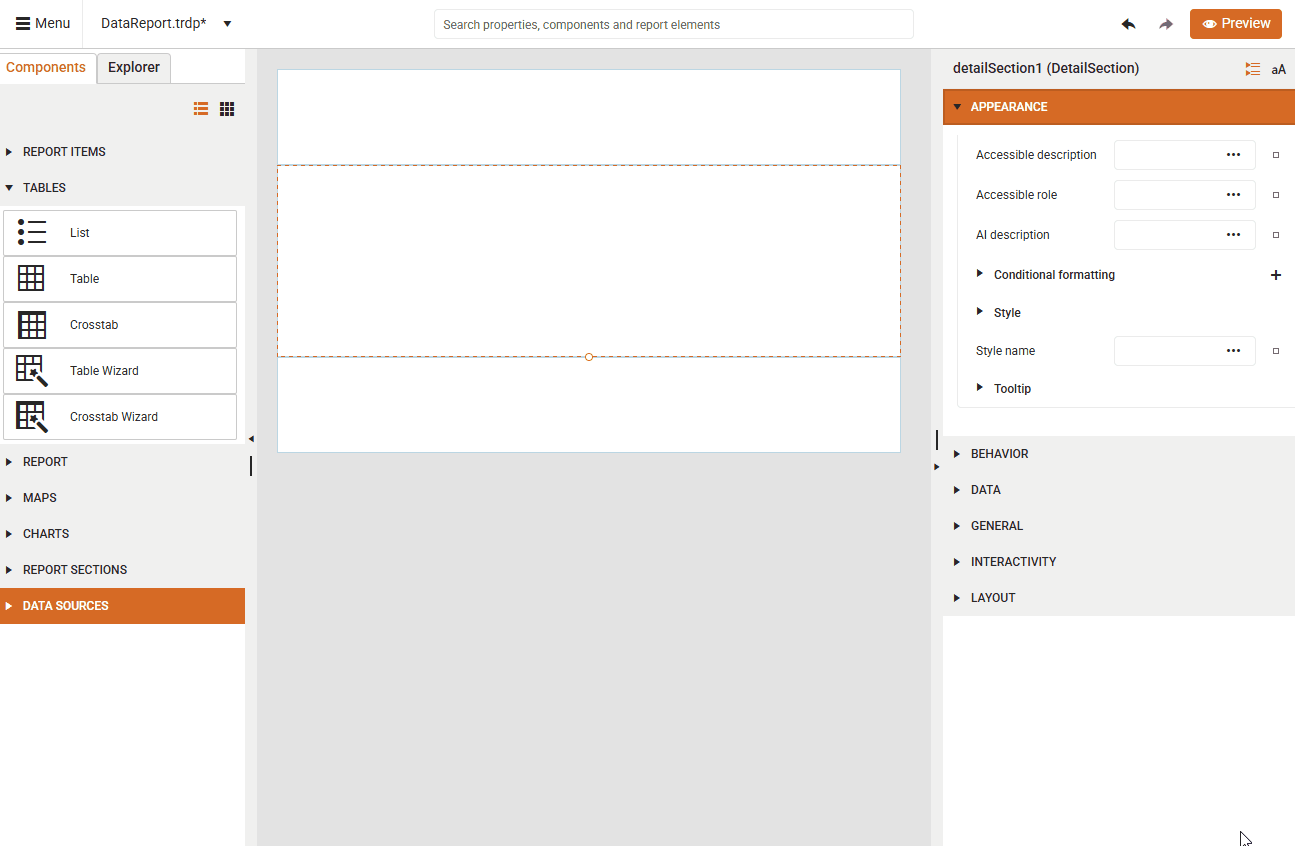 Menu
DataReport.trdp*
Search properties, components and report elements
Preview
Components
Explorer
REPORT ITEMS
TABLES
List
Table
Crosstab
Table Wizard
Crosstab Wizard
REPORT
MAPS
CHARTS
REPORT SECTIONS
DATA SOURCES
detailSection1 (DetailSection)
aA
APPEARANCE
Accessible description
Accessible role
AI description
Conditional formatting
Style
Style name
Tooltip
BEHAVIOR
DATA
GENERAL
INTERACTIVITY
LAYOUT